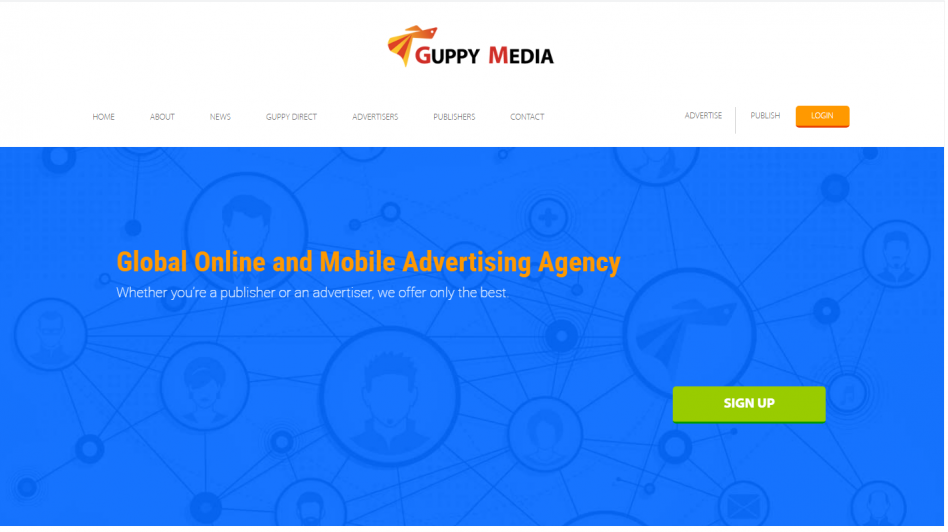 GUPPY MEDIA
HOME ABOUT NEWS GUPPY DIRECT ADVERTISERS PUBLISHERS CONTACT ADVERTISE PUBLISH LOGIN
Global Online and Mobile Advertising Agency
Whether you're a publisher or an advertiser, we offer only the best.
SIGN UP